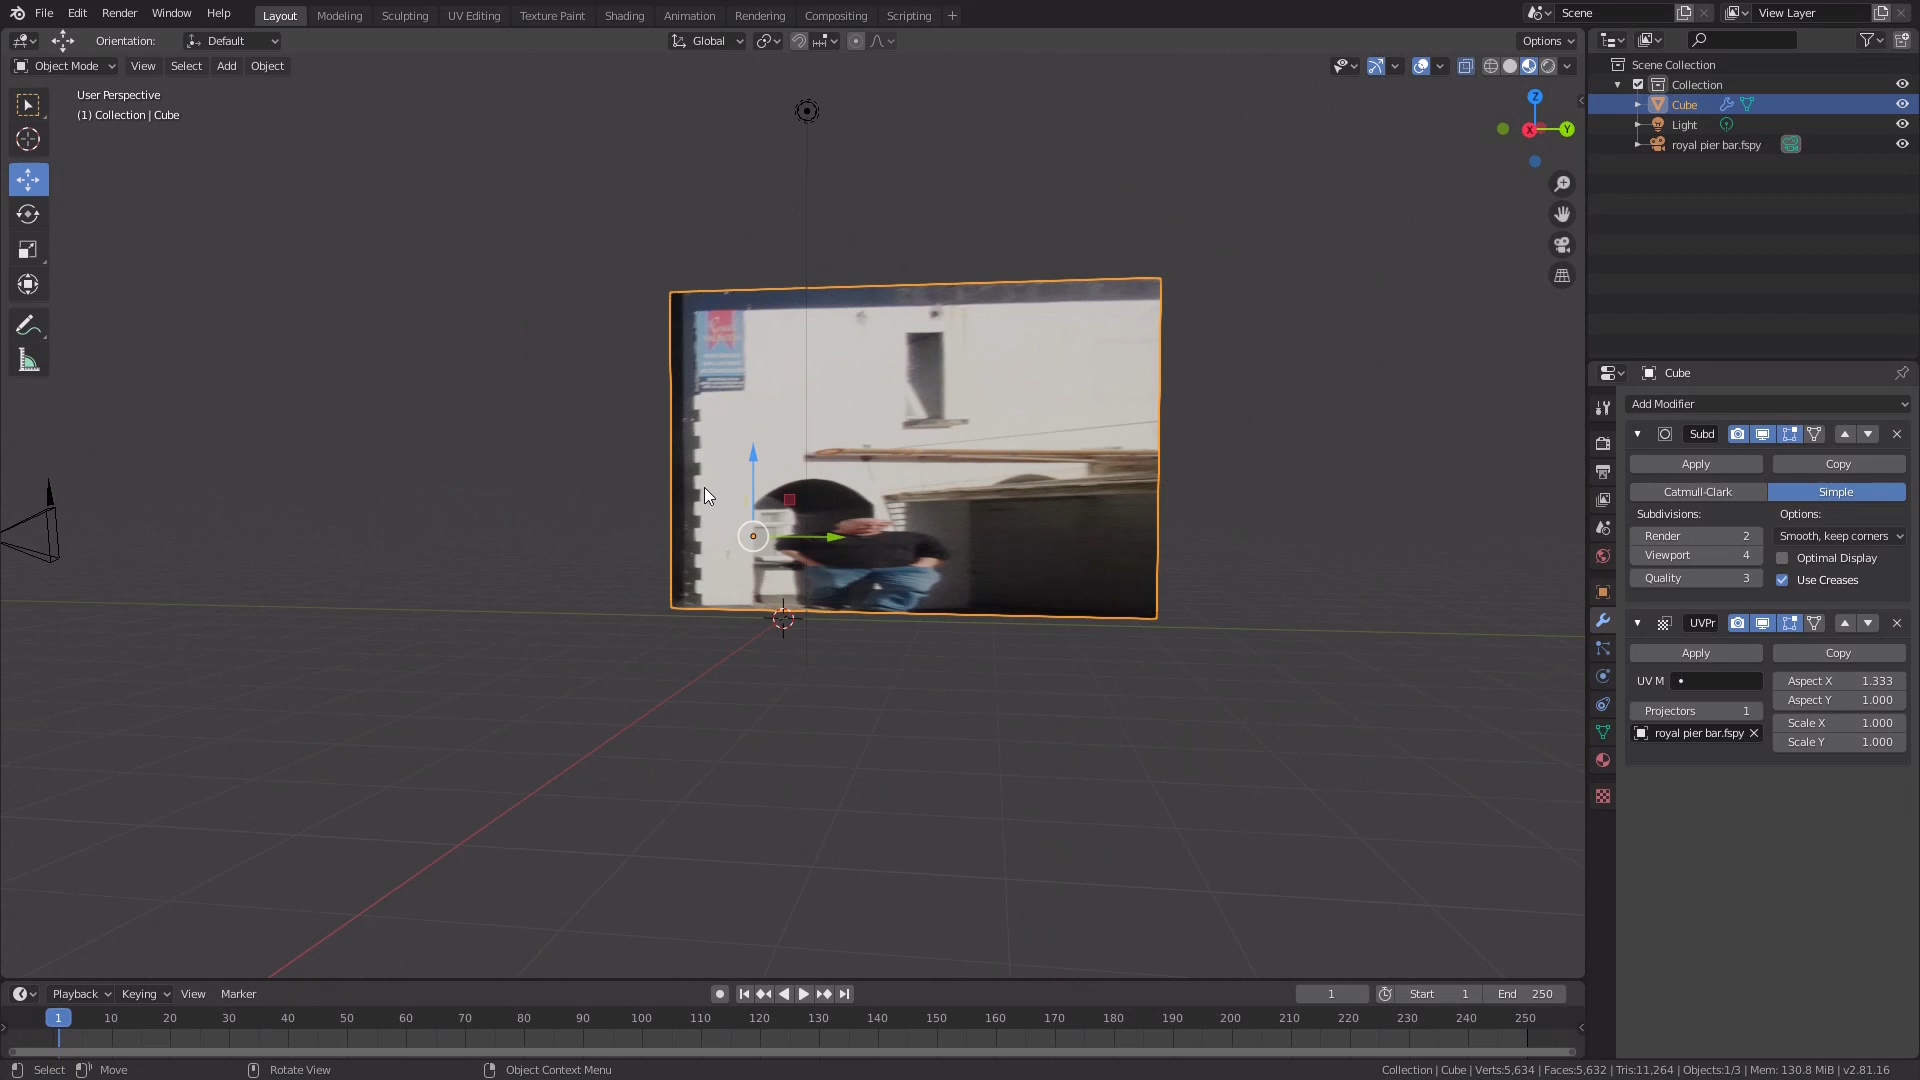 File Edit Render Window Help Layout Modeling Sculpting UV Editing Texture Paint Shading Animation Rendering Compositing Scripting + Scene View Layer
Orientation: Default Global Options
Object Mode View Select Add Object
User Perspective
(1) Collection | Cube
Z
X Y
Scene Collection
Collection
Cube
Light
royal pier bar.fspy
Cube
Add Modifier
Subd
Apply Copy
Catmull-Clark Simple
Subdivisions: Options:
Render 2 Smooth, keep corners
Viewport 4 Optimal Display
Quality 3 Use Creases
UVPr
Apply Copy
UV M Aspect X 1.333
Aspect Y 1.000
Projectors 1 Scale X 1.000
royal pier bar.fspy Scale Y 1.000
Playback Keying View Marker 1 Start 1 End 250
1 10 20 30 40 50 60 70 80 90 100 110 120 130 140 150 160 170 180 190 200 210 220 230 240 250
Select Move Rotate View Object Context Menu Collection | Cube | Verts:5,634 | Faces:5,632 | Tris:11,264 | Objects:1/3 | Mem: 130.8 MiB | v2.81.16